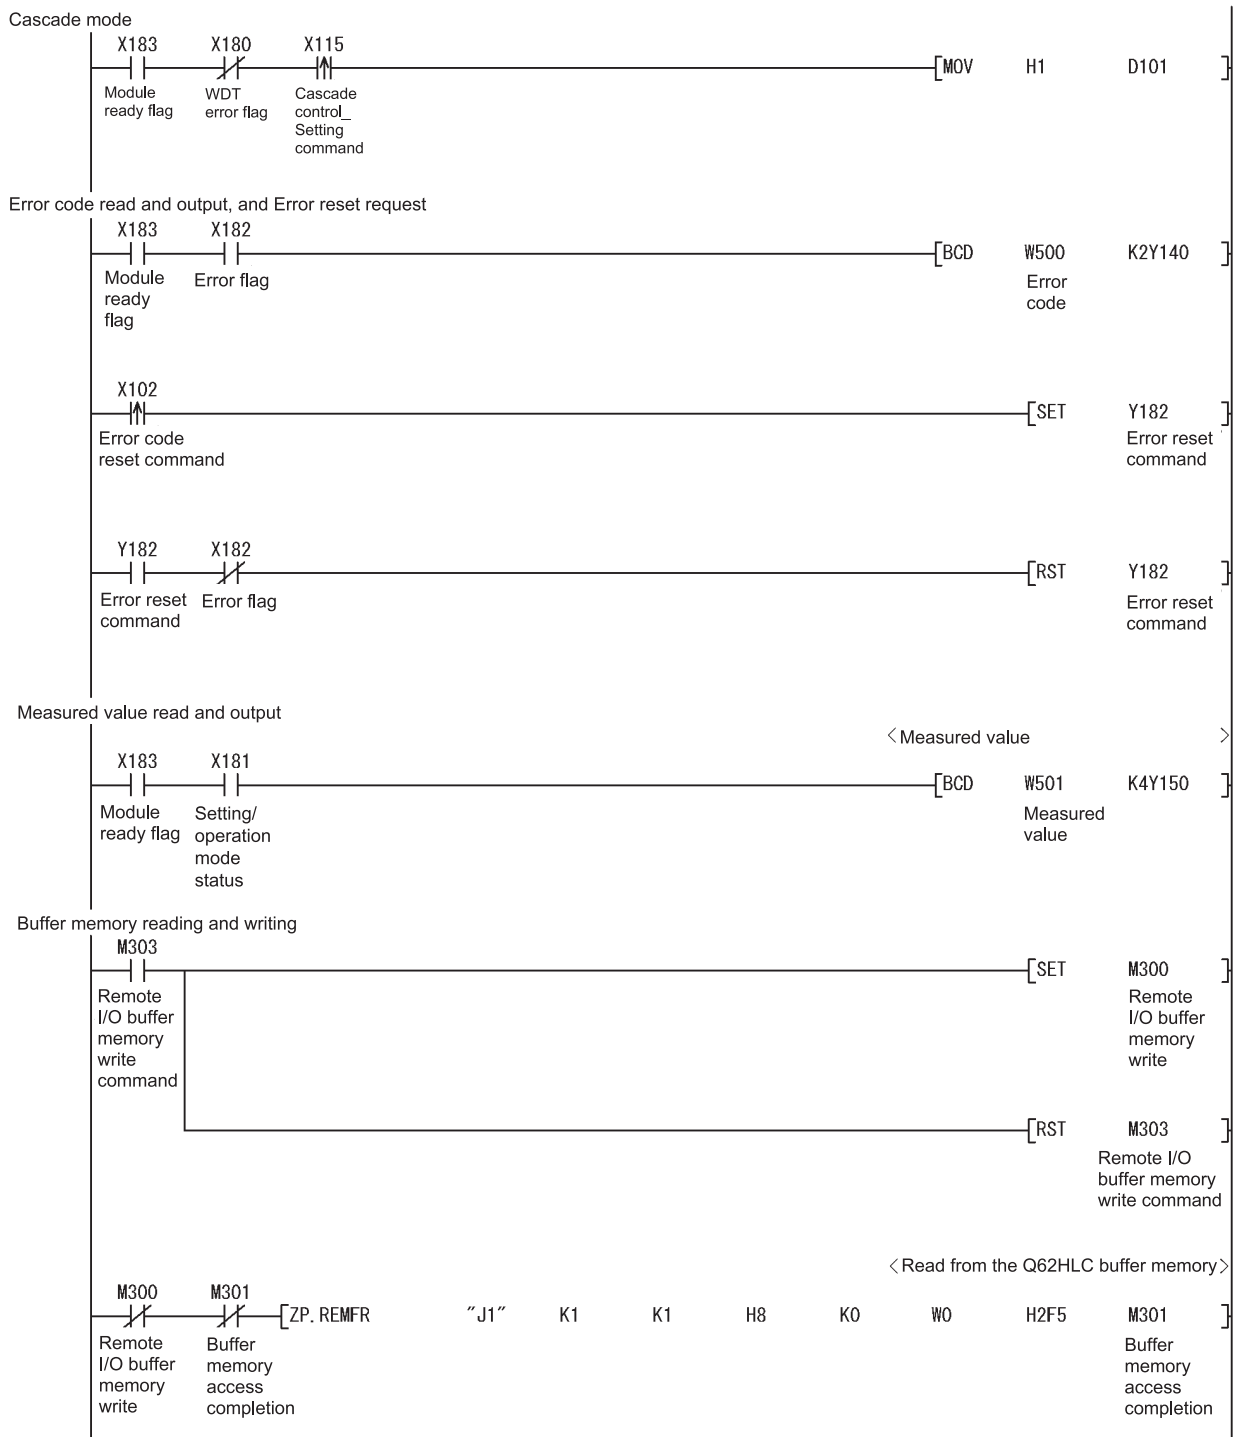 Cascade mode
X183 X180 X115
[MOV H1 D101 ]
Module WDT Cascade
ready flag error flag control_
Setting
command
Error code read and output, and Error reset request
X183 X182
[BCD W500 K2Y140 ]
Module Error flag Error
ready code
flag
X102
[SET Y182 ]
Error code Error reset
reset command command
Y182 X182
[RST Y182 ]
Error reset Error flag Error reset
command command
Measured value read and output
<Measured value >
X183 X181
[BCD W501 K4Y150 ]
Module Setting/ Measured
ready flag operation value
mode
status
Buffer memory reading and writing
M303
[SET M300 ]
Remote Remote
I/O buffer I/O buffer
memory memory
write write
command
[RST M303 ]
Remote I/O
buffer memory
write command
<Read from the Q62HLC buffer memory>
M300 M301
[ZP.REMFR "J1" K1 K1 H8 K0 W0 H2F5 M301 ]
Remote Buffer Buffer
I/O buffer memory memory
memory access access
write completion completion